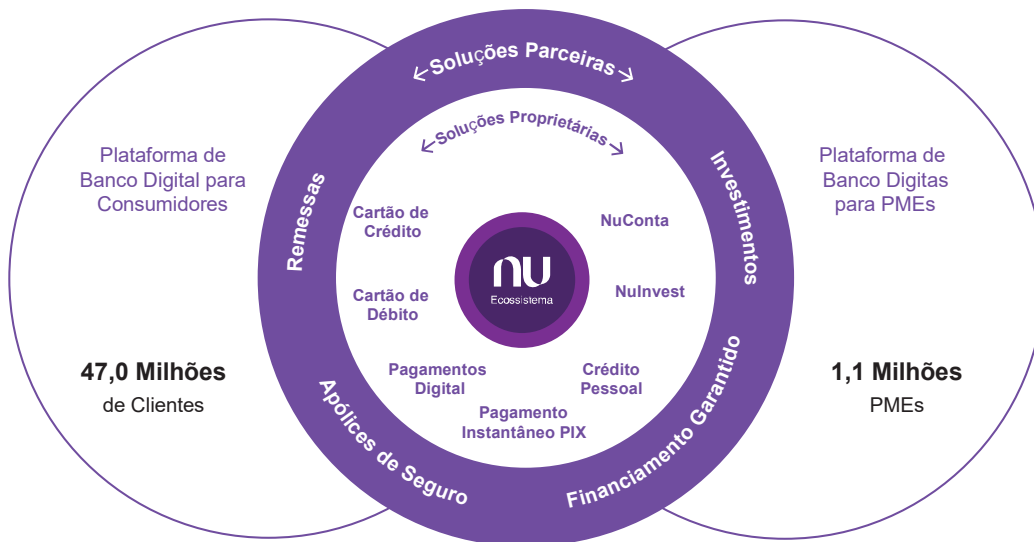 ←Soluções Parceiras→
←Soluções Proprietárias→
Plataforma de
Banco Digital para
Consumidores
47,0 Milhões
de Clientes
Remessas
Apólices de Seguro
Cartão de
Crédito
Cartão de
Débito
Pagamentos
Digital
Pagamento
Instantâneo PIX
Crédito
Pessoal
NuInvest
NuConta
nu
Ecossistema
Investimentos
Financiamento Garantido
Plataforma de
Banco Digitas
para PMEs
1,1 Milhões
PMEs